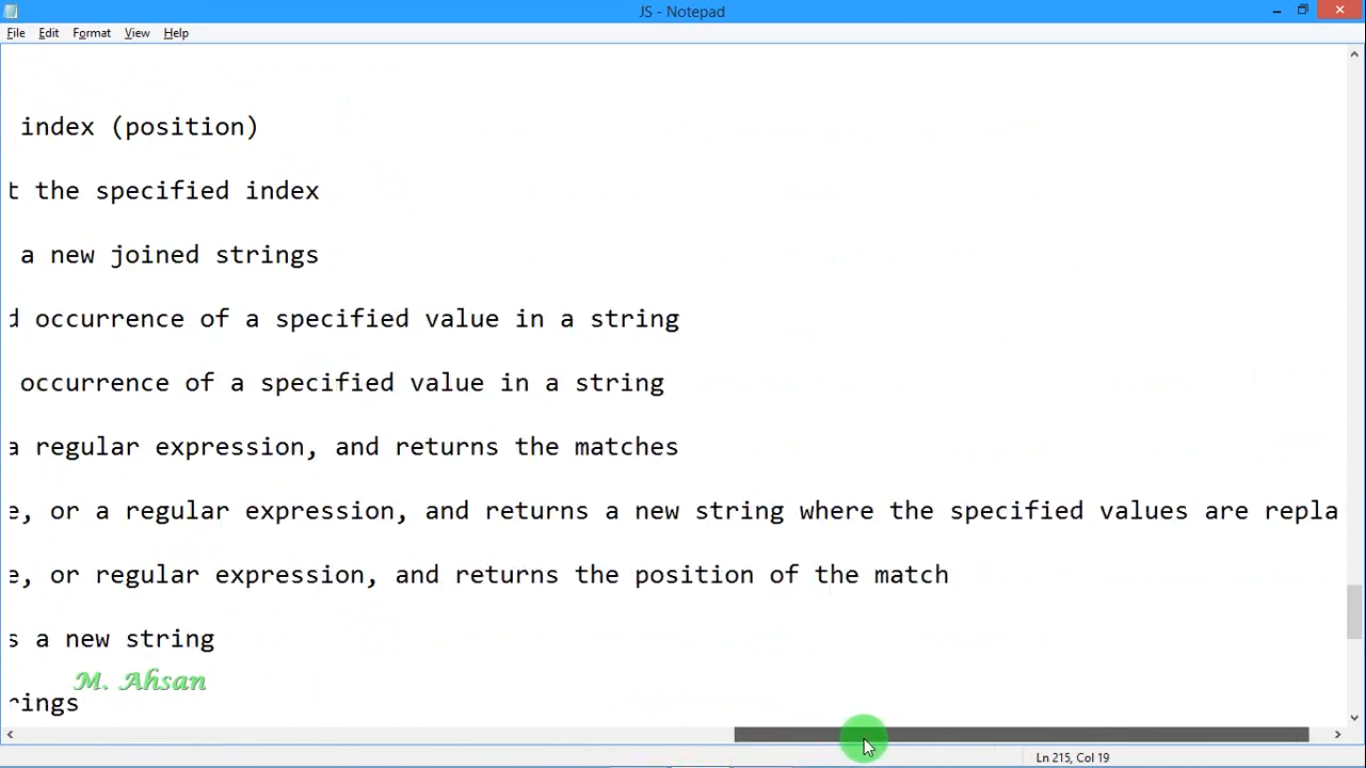 JS - Notepad
File Edit Format View Help
index (position)
t the specified index
a new joined strings
d occurrence of a specified value in a string
occurrence of a specified value in a string
a regular expression, and returns the matches
e, or a regular expression, and returns a new string where the specified values are repla
e, or regular expression, and returns the position of the match
s a new string
M. Ahsan
rings
Ln 215, Col 19